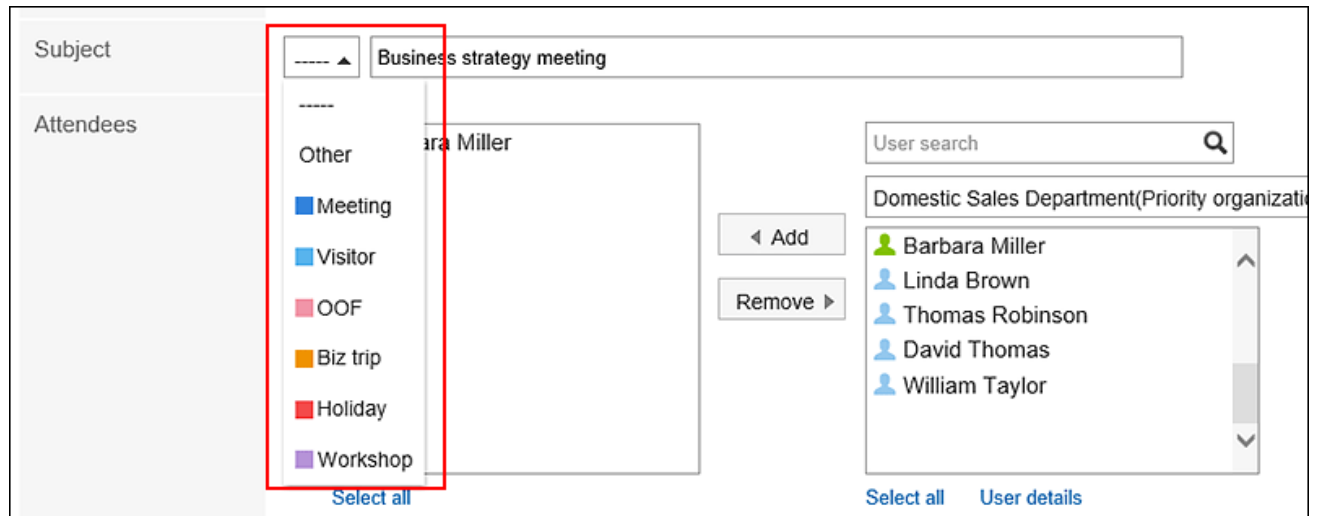 Subject
----- Business strategy meeting
-----
Attendees
Other
ara Miller
User search
Meeting
Domestic Sales Department(Priority organizati
Visitor
Add
Barbara Miller
Linda Brown
OOF
Remove
Thomas Robinson
Biz trip
David Thomas
William Taylor
Holiday
Workshop
Select all
Select all User details